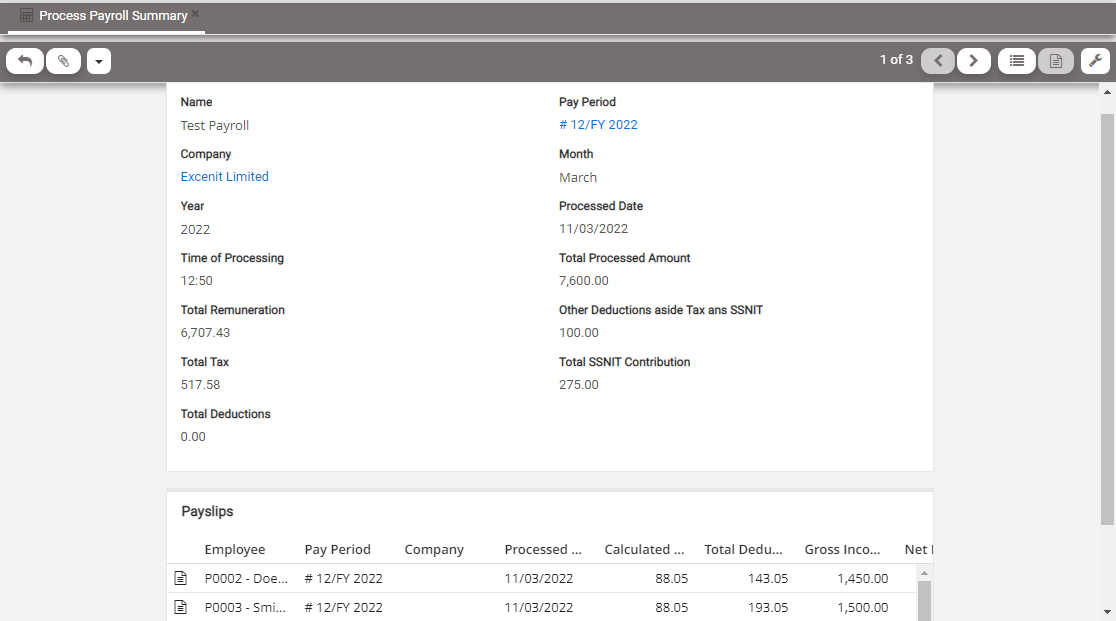 Process Payroll Summary
1 of 3
Name
Pay Period
Test Payroll
# 12/FY 2022
Company
Month
Excenit Limited
March
Year
Processed Date
2022
11/03/2022
Time of Processing
Total Processed Amount
12:50
7,600.00
Total Remuneration
Other Deductions aside Tax ans SSNIT
6,707.43
100.00
Total Tax
Total SSNIT Contribution
517.58
275.00
Total Deductions
0.00
Payslips
Employee Pay Period Company Processed ... Calculated ... Total Dedu... Gross Inco... Net
P0002 - Doe... # 12/FY 2022 11/03/2022 88.05 143.05 1,450.00
P0003 - Smi... # 12/FY 2022 11/03/2022 88.05 193.05 1,500.00